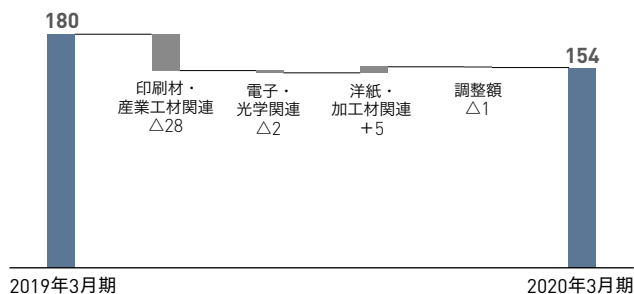 180
印刷材・
産業工材関連
△28
電子・
光学関連
△2
洋紙・
加工材関連
＋5
調整額
△1
154
2019年3月期
2020年3月期